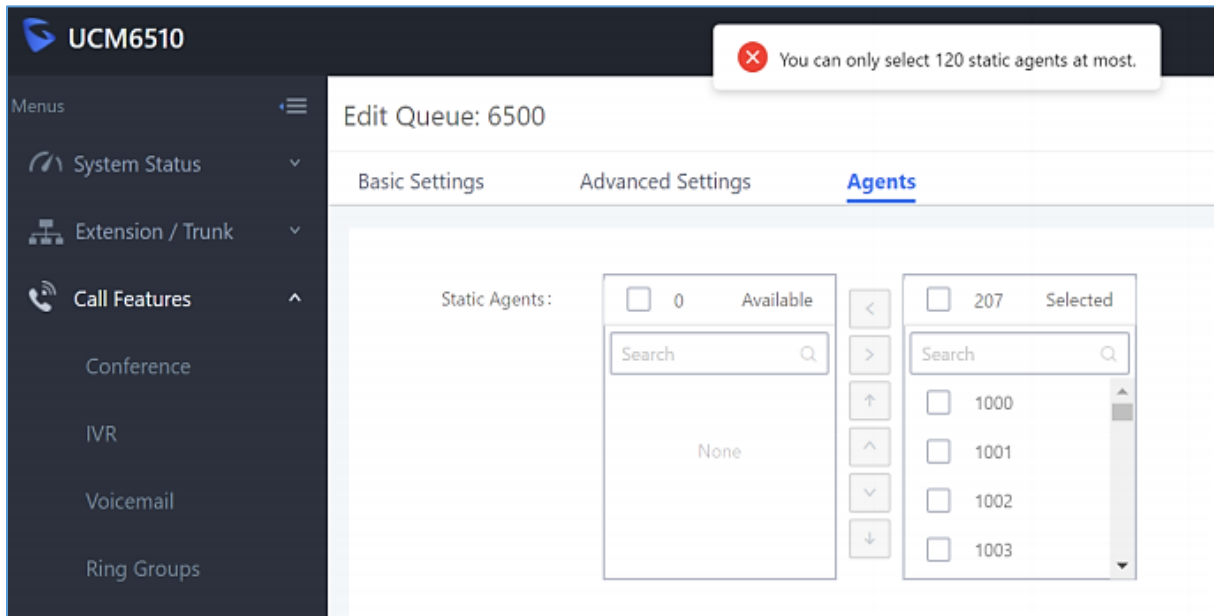 UCM6510
You can only select 120 static agents at most.
Menus
Edit Queue: 6500
System Status
Basic Settings
Advanced Settings
Agents
Extension / Trunk
Call Features
Static Agents:
0 Available
207 Selected
Search
Search
Conference
1000
IVR
None
1001
Voicemail
1002
1003
Ring Groups